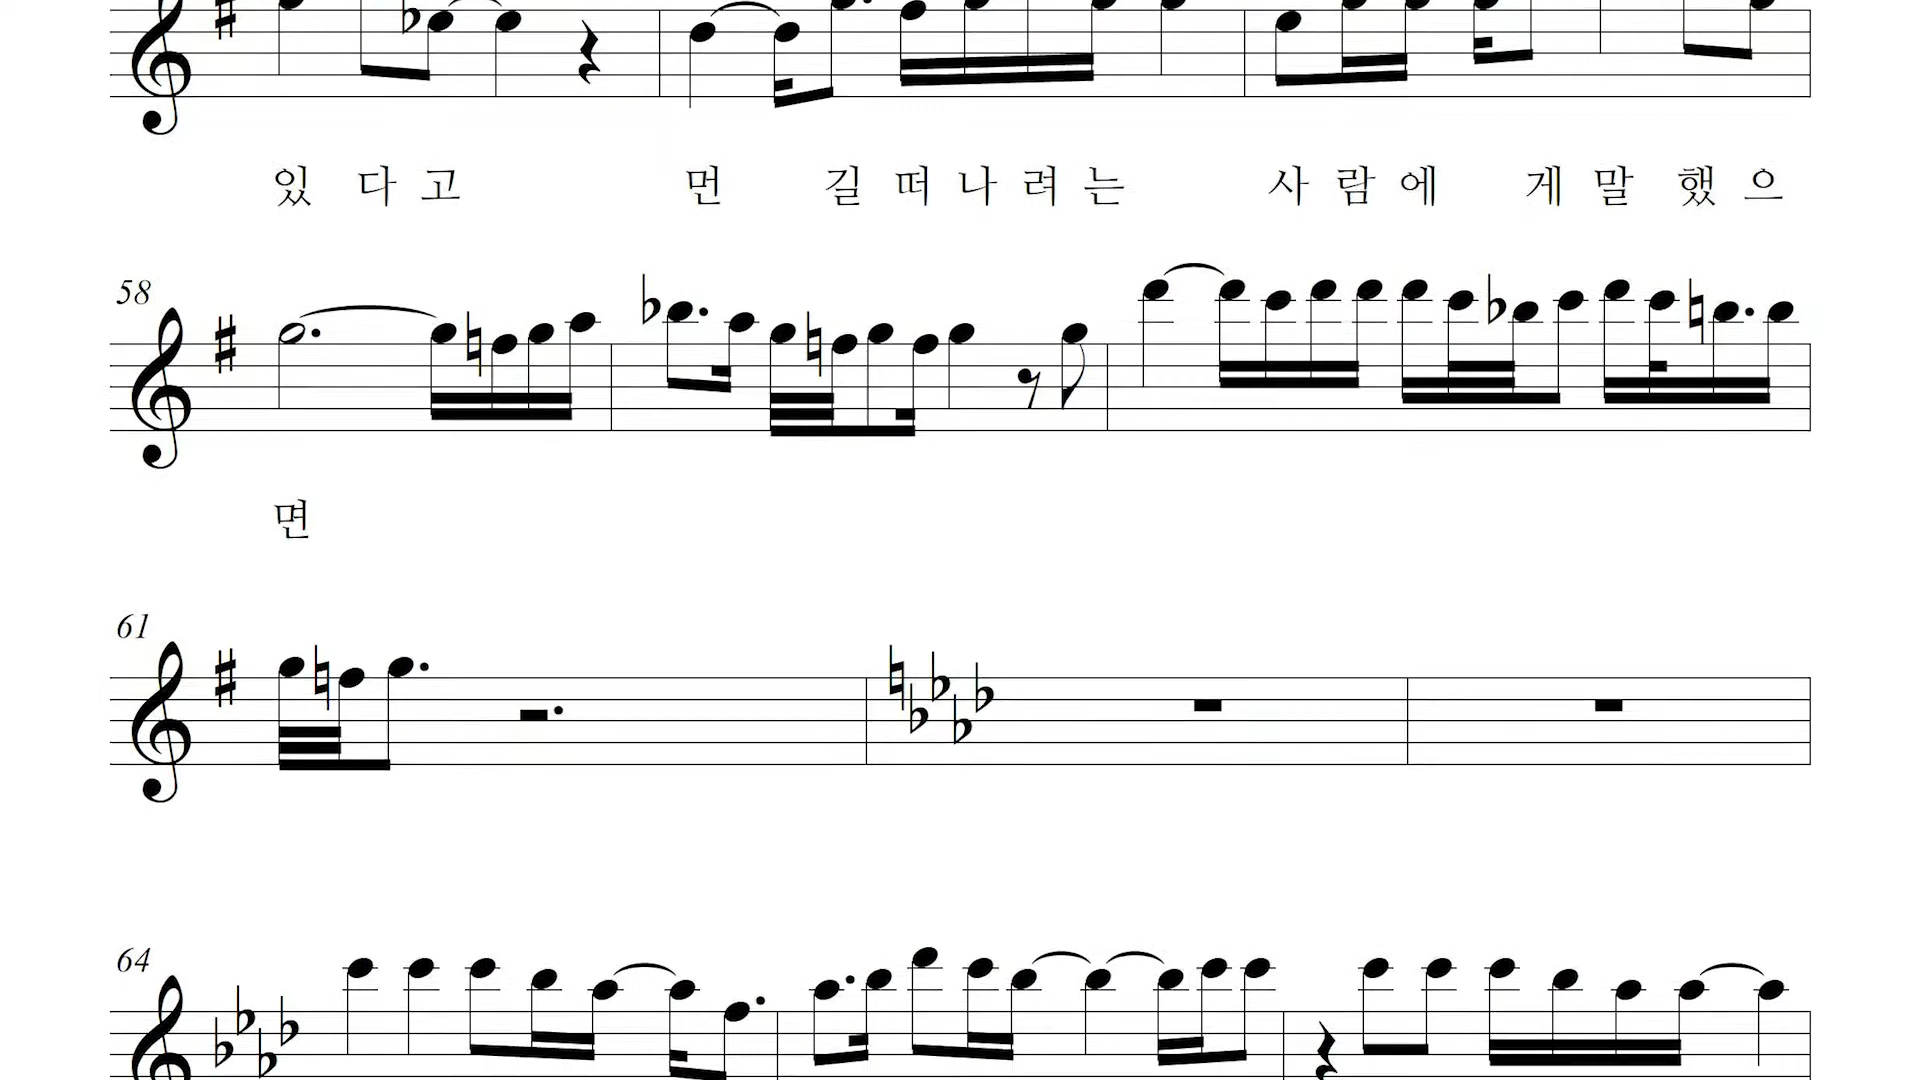 있 다 고 먼 길 떠 나 려 는 사 람 에 게 말 했 으
58
면
61
64